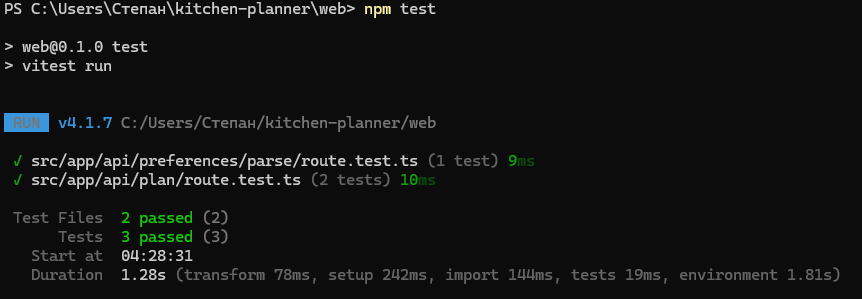 PS C:\Users\Степан\kitchen-planner\web> npm test
> web@0.1.0 test
> vitest run
RUN v4.1.7 C:/Users/Степан/kitchen-planner/web
✓ src/app/api/preferences/parse/route.test.ts (1 test) 9ms
✓ src/app/api/plan/route.test.ts (2 tests) 10ms
Test Files 2 passed (2)
Tests 3 passed (3)
Start at 04:28:31
Duration 1.28s (transform 78ms, setup 242ms, import 144ms, tests 19ms, environment 1.81s)